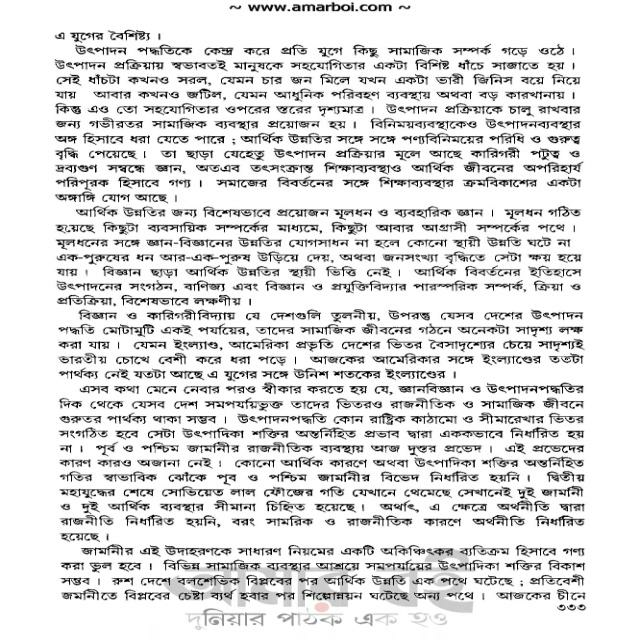 ~ www.amarboi.com ~
এ যুগের বৈশিষ্ট্য ।
উৎপাদন পদ্ধতিকে কেন্দ্র করে প্রতি যুগে কিছু সামাজিক সম্পর্ক গড়ে ওঠে ।
উৎপাদন প্রক্রিয়ায় স্বভাবতই মানুষকে সহযোগিতার একটা বিশিষ্ট ধাঁচে সাজাতে হয় ।
সেই ধাঁচটা কখনও সরল, যেমন চার জন মিলে যখন একটা ভারী জিনিস বয়ে নিয়ে
যায় আবার কখনও জটিল, যেমন আধুনিক পরিবহণ ব্যবস্থায় অথবা বড় কারখানায় ।
কিন্তু এও তো সহযোগিতার ওপরের স্তরের দৃশ্যমাত্র । উৎপাদন প্রক্রিয়াকে চালু রাখবার
জন্য গভীরতর সামাজিক ব্যবস্থার প্রয়োজন হয় । বিনিময়ব্যবস্থাকেও উৎপাদনব্যবস্থার
অঙ্গ হিসাবে ধরা যেতে পারে ; আর্থিক উন্নতির সঙ্গে সঙ্গে পণ্যবিনিময়ের পরিধি ও গুরুত্ব
বৃদ্ধি পেয়েছে । তা ছাড়া যেহেতু উৎপাদন প্রক্রিয়ার মূলে আছে কারিগরী পটুত্ব ও
দ্রব্যগুণ সম্বন্ধে জ্ঞান, অতএব তৎসংক্রান্ত শিক্ষাব্যবস্থাও আর্থিক জীবনের অপরিহার্য
পরিপূরক হিসাবে গণ্য । সমাজের বিবর্তনের সঙ্গে শিক্ষাব্যবস্থার ক্রমবিকাশের একটা
অঙ্গাঙ্গি যোগ আছে ।
আর্থিক উন্নতির জন্য বিশেষভাবে প্রয়োজন মূলধন ও ব্যবহারিক জ্ঞান । মূলধন গঠিত
হয়েছে কিছুটা ব্যবসায়িক সম্পর্কের মাধ্যমে, কিছুটা আবার আগ্রাসী সম্পর্কের পথে ।
মূলধনের সঙ্গে জ্ঞান-বিজ্ঞানের উন্নতির যোগসাধন না হলে কোনো স্থায়ী উন্নতি ঘটে না
এক-পুরুষের ধন আর-এক-পুরুষ উড়িয়ে দেয়, অথবা জনসংখ্যা বৃদ্ধিতে সেটা ক্ষয় হয়ে
যায় । বিজ্ঞান ছাড়া আর্থিক উন্নতির স্থায়ী ভিত্তি নেই । আর্থিক বিবর্তনের ইতিহাসে
উৎপাদনের সংগঠন, বাণিজ্য এবং বিজ্ঞান ও প্রযুক্তিবিদ্যার পারস্পরিক সম্পর্ক, ক্রিয়া ও
প্রতিক্রিয়া, বিশেষভাবে লক্ষণীয় ।
বিজ্ঞান ও কারিগরীবিদ্যায় যে দেশগুলি তুলনীয়, উপরন্তু যেসব দেশের উৎপাদন
পদ্ধতি মোটামুটি একই পর্যায়ের, তাদের সামাজিক জীবনের গঠনে অনেকটা সাদৃশ্য লক্ষ
করা যায় । যেমন ইংল্যাণ্ড, আমেরিকা প্রভৃতি দেশের ভিতর বৈসাদৃশ্যের চেয়ে সাদৃশ্যই
ভারতীয় চোখে বেশী করে ধরা পড়ে । আজকের আমেরিকার সঙ্গে ইংল্যাণ্ডের ততটা
পার্থক্য নেই যতটা আছে এ যুগের সঙ্গে উনিশ শতকের ইংল্যাণ্ডের ।
এসব কথা মেনে নেবার পরও স্বীকার করতে হয় যে, জ্ঞানবিজ্ঞান ও উৎপাদনপদ্ধতির
দিক থেকে যেসব দেশ সমপর্যায়ভুক্ত তাদের ভিতরও রাজনীতিক ও সামাজিক জীবনে
গুরুতর পার্থক্য থাকা সম্ভব । উৎপাদনপদ্ধতি কোন রাষ্ট্রিক কাঠামো ও সীমারেখার ভিতর
সংগঠিত হবে সেটা উৎপাদিকা শক্তির অন্তর্নিহিত প্রভাব দ্বারা এককভাবে নির্ধারিত হয়
না । পূর্ব ও পশ্চিম জার্মানীর রাজনীতিক ব্যবস্থায় আজ দুস্তর প্রভেদ । এই প্রভেদের
কারণ কারও অজানা নেই : কোনো আর্থিক কারণে অথবা উৎপাদিকা শক্তির অন্তর্নিহিত
গতির স্বাভাবিক ঝোঁকে পূর্ব ও পশ্চিম জার্মানীর বিভেদ নির্ধারিত হয়নি । দ্বিতীয়
মহাযুদ্ধের শেষে সোভিয়েত লাল ফৌজের গতি যেখানে থেমেছে সেখানেই দুই জার্মানী
ও দুই আর্থিক ব্যবস্থার সীমানা চিহ্নিত হয়েছে । অর্থাৎ, এ ক্ষেত্রে অর্থনীতি দ্বারা
রাজনীতি নির্ধারিত হয়নি, বরং সামরিক ও রাজনীতিক কারণে অর্থনীতি নির্ধারিত
হয়েছে ।
জার্মানীর এই উদাহরণকে সাধারণ নিয়মের একটি অকিঞ্চিৎকর ব্যতিক্রম হিসাবে গণ্য
করা ভুল হবে । বিভিন্ন সামাজিক ব্যবস্থার আশ্রয়ে সমপর্যায়ের উৎপাদিকা শক্তির বিকাশ
সম্ভব । রুশ দেশে বলশেভিক বিপ্লবের পর আর্থিক উন্নতি এক পথে ঘটেছে ; প্রতিবেশী
জর্মানীতে বিপ্লবের চেষ্টা ব্যর্থ হবার পর শিল্পোন্নয়ন ঘটেছে অন্য পথে । আজকের চীনে
৩৩৩
আমার বই
দুনিয়ার পাঠক এক হও